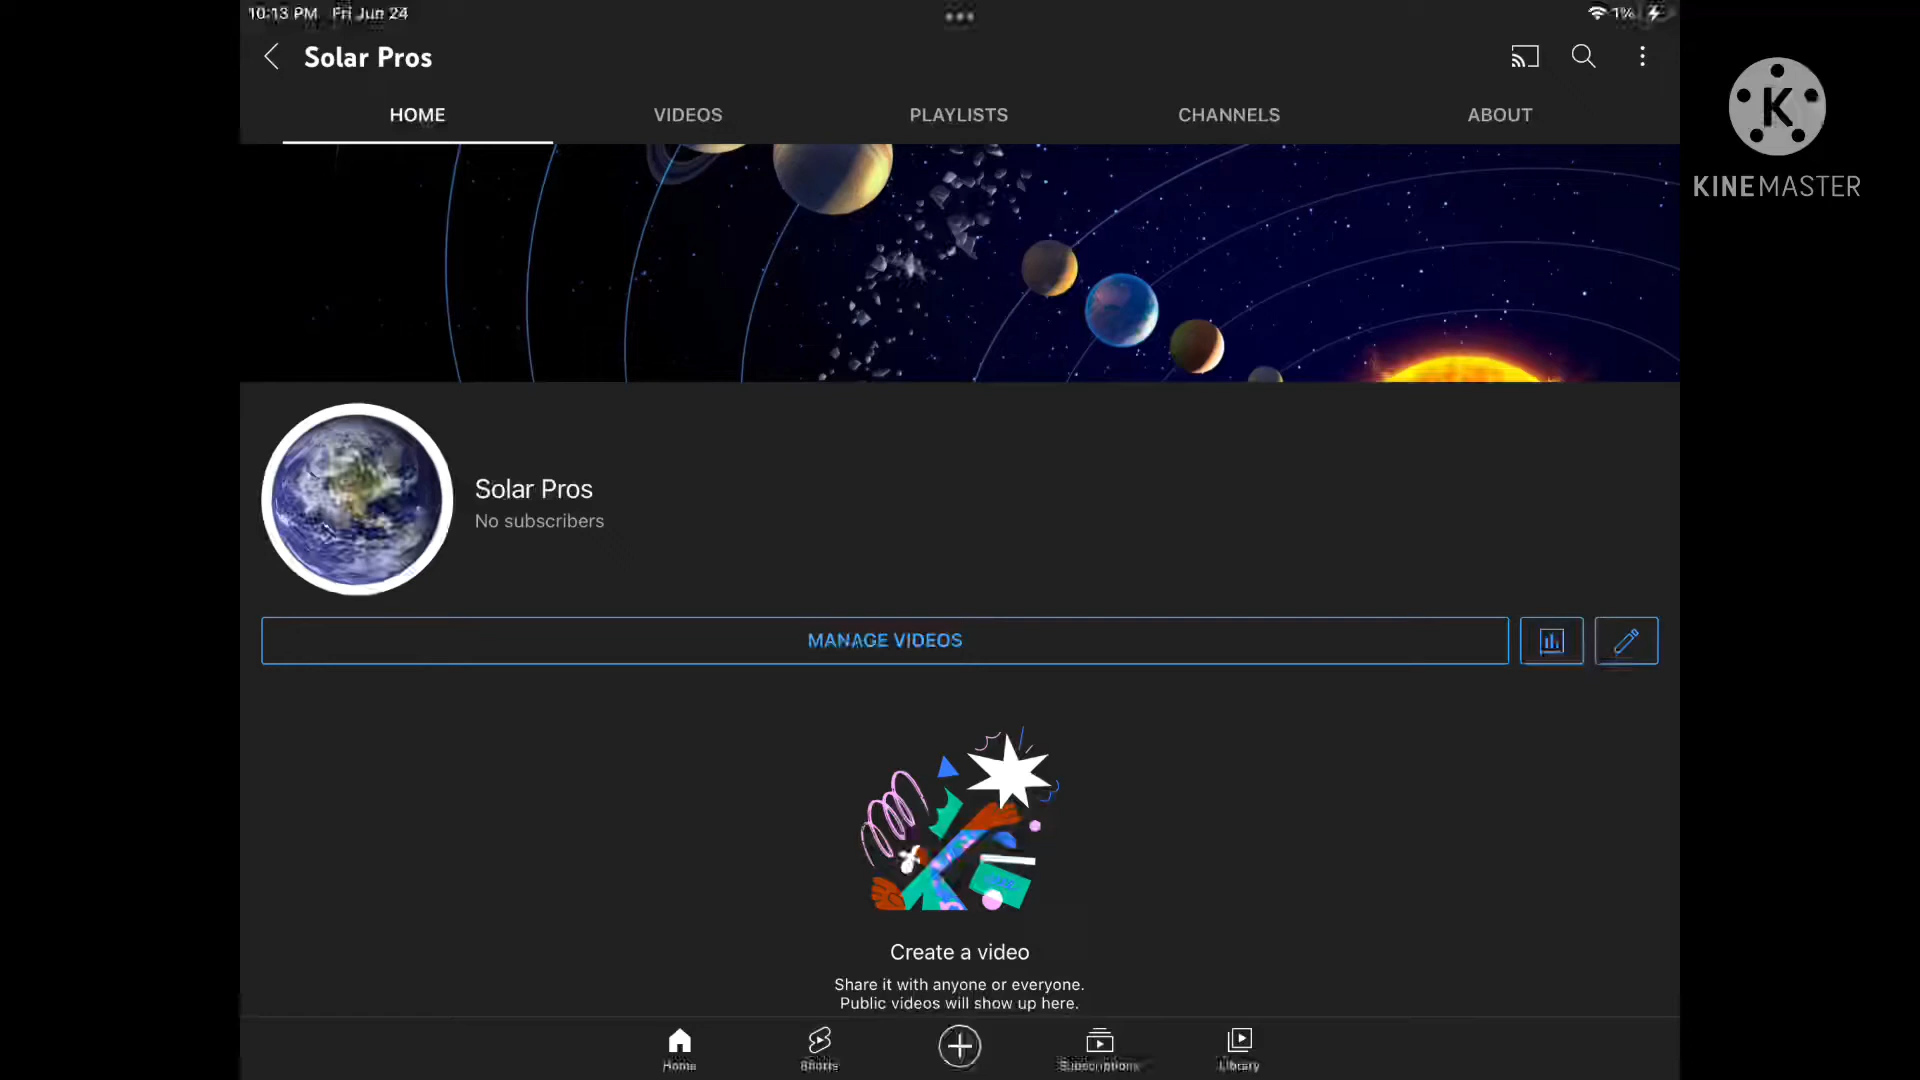 10:13 PM Fri Jun 24
1%
Solar Pros
HOME VIDEOS PLAYLISTS CHANNELS ABOUT
K
KINEMASTER
Solar Pros
No subscribers
MANAGE VIDEOS
Create a video
Share it with anyone or everyone.
Public videos will show up here.
Home Shorts Subscriptions Library